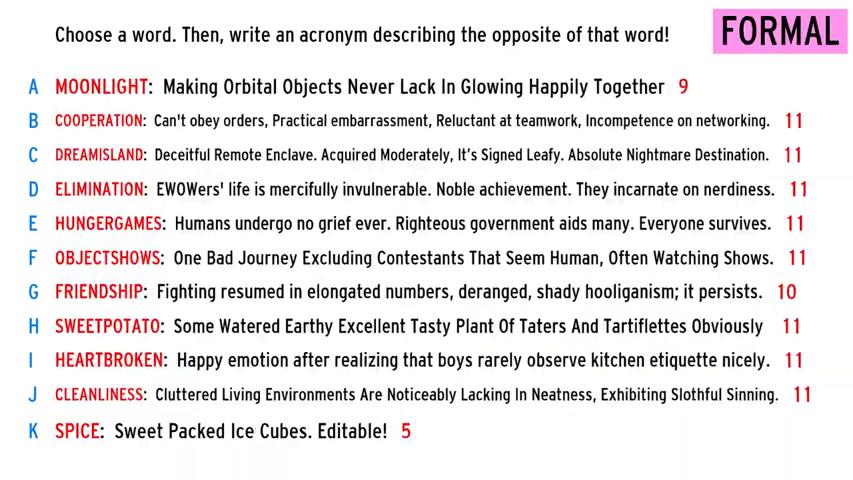 Choose a word. Then, write an acronym describing the opposite of that word!
FORMAL
A MOONLIGHT: Making Orbital Objects Never Lack In Glowing Happily Together 9
B COOPERATION: Can't obey orders, Practical embarrassment, Reluctant at teamwork, Incompetence on networking. 11
C DREAMISLAND: Deceitful Remote Enclave. Acquired Moderately, It's Signed Leafy. Absolute Nightmare Destination. 11
D ELIMINATION: EWOWers' life is mercifully invulnerable. Noble achievement. They incarnate on nerdiness. 11
E HUNGERGAMES: Humans undergo no grief ever. Righteous government aids many. Everyone survives. 11
F OBJECTSHOWS: One Bad Journey Excluding Contestants That Seem Human, Often Watching Shows. 11
G FRIENDSHIP: Fighting resumed in elongated numbers, deranged, shady hooliganism; it persists. 10
H SWEETPOTATO: Some Watered Earthy Excellent Tasty Plant Of Taters And Tartiflettes Obviously 11
I HEARTBROKEN: Happy emotion after realizing that boys rarely observe kitchen etiquette nicely. 11
J CLEANLINESS: Cluttered Living Environments Are Noticeably Lacking In Neatness, Exhibiting Slothful Sinning. 11
K SPICE: Sweet Packed Ice Cubes. Editable! 5